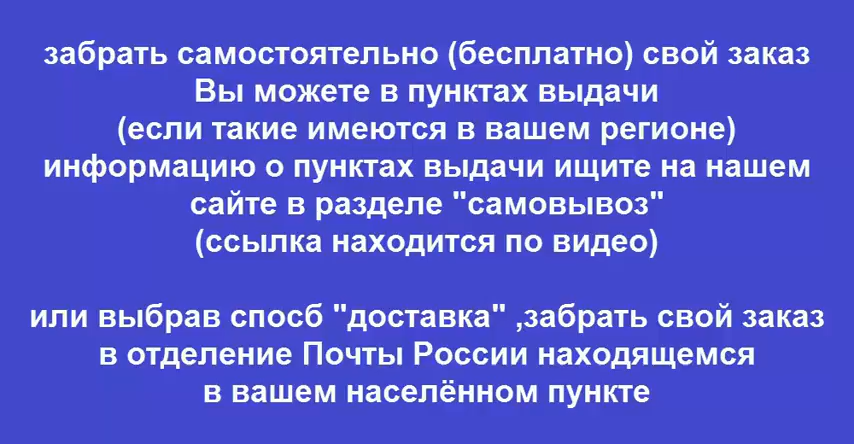 забрать самостоятельно (бесплатно) свой заказ
Вы можете в пунктах выдачи
(если такие имеются в вашем регионе)
информацию о пунктах выдачи ищите на нашем
сайте в разделе "самовывоз"
(ссылка находится по видео)
или выбрав спосб "доставка" ,забрать свой заказ
в отделение Почты России находящемся
в вашем населённом пункте